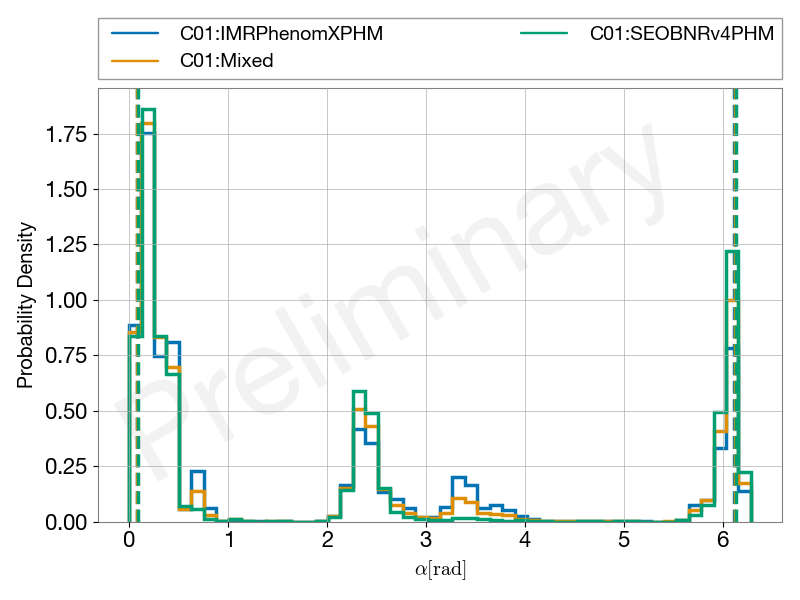 C01:IMRPhenomXPHM
C01:SEOBNRv4PHM
C01:Mixed
Preliminary
Probability Density
1.75
1.50
1.25
1.00
0.75
0.50
0.25
0.00
0 1 2 3 4 5 6
α[rad]